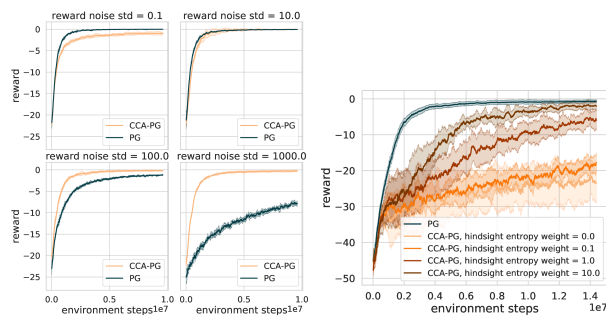 reward noise std = 0.1
reward noise std = 10.0
reward
0
−5
−10
−15
−20
−25
CCA-PG
PG
CCA-PG
PG
reward noise std = 100.0
reward noise std = 1000.0
reward
0
−5
−10
−15
−20
−25
CCA-PG
PG
CCA-PG
PG
0.0 0.5 1.0
environment steps 1e7
0.0 0.5 1.0
environment steps 1e7
reward
0
−10
−20
−30
−40
−50
PG
CCA-PG, hindsight entropy weight = 0.0
CCA-PG, hindsight entropy weight = 0.1
CCA-PG, hindsight entropy weight = 1.0
CCA-PG, hindsight entropy weight = 10.0
0.0 0.2 0.4 0.6 0.8 1.0 1.2 1.4
environment steps 1e7